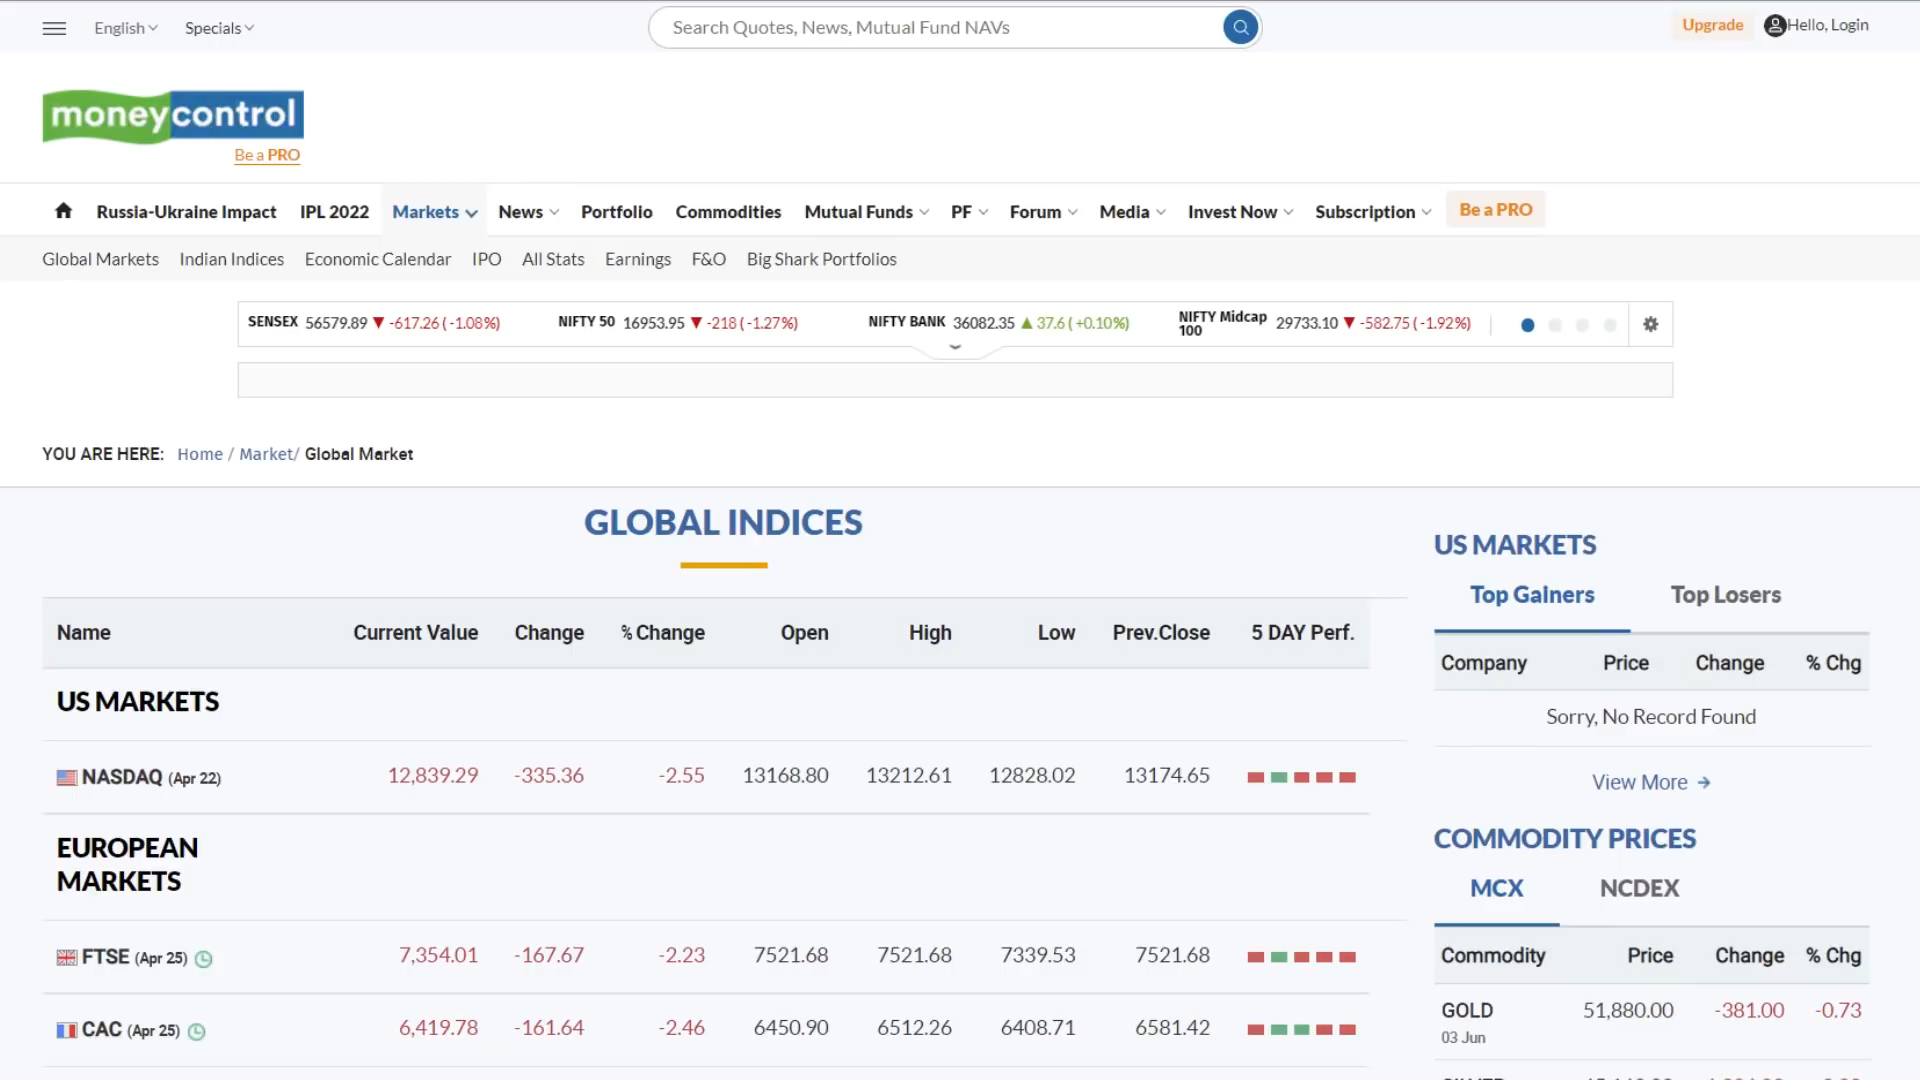 English Specials Search Quotes, News, Mutual Fund NAVs Upgrade Hello, Login
moneycontrol
Be a PRO
Russia-Ukraine Impact IPL 2022 Markets News Portfolio Commodities Mutual Funds PF Forum Media Invest Now Subscription Be a PRO
Global Markets Indian Indices Economic Calendar IPO All Stats Earnings F&O Big Shark Portfolios
SENSEX 56579.89 ▼ -617.26 ( -1.08%) NIFTY 50 16953.95 ▼ -218 ( -1.27%) NIFTY BANK 36082.35 ▲ 37.6 ( +0.10%) NIFTY Midcap 100 29733.10 ▼ -582.75 ( -1.92%)
YOU ARE HERE: Home / Market/ Global Market
GLOBAL INDICES
Name Current Value Change % Change Open High Low Prev.Close 5 DAY Perf.
US MARKETS
NASDAQ (Apr 22) 12,839.29 -335.36 -2.55 13168.80 13212.61 12828.02 13174.65
EUROPEAN
MARKETS
FTSE (Apr 25) 7,354.01 -167.67 -2.23 7521.68 7521.68 7339.53 7521.68
CAC (Apr 25) 6,419.78 -161.64 -2.46 6450.90 6512.26 6408.71 6581.42
US MARKETS
Top Gainers Top Losers
Company Price Change % Chg
Sorry, No Record Found
View More →
COMMODITY PRICES
MCX NCDEX
Commodity Price Change % Chg
GOLD 51,880.00 -381.00 -0.73
03 Jun